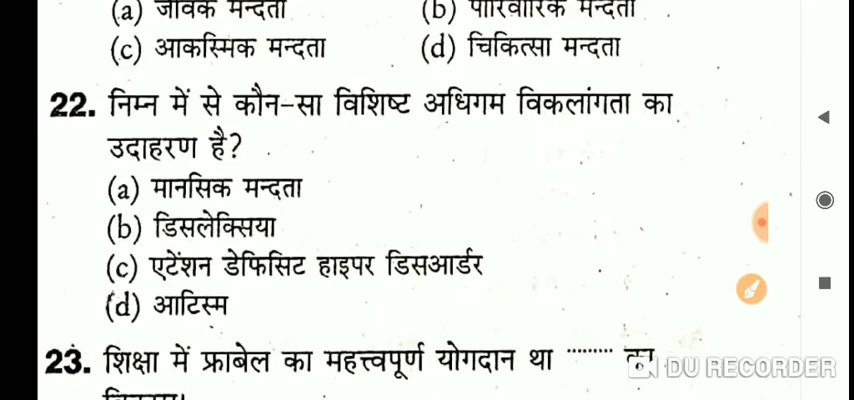 (a) जैविक मन्दता (b) पारिवारिक मन्दता
(c) आकस्मिक मन्दता (d) चिकित्सा मन्दता
22. निम्न में से कौन-सा विशिष्ट अधिगम विकलांगता का
उदाहरण है?
(a) मानसिक मन्दता
(b) डिसलेक्सिया
(c) एटेंशन डेफिसिट हाइपर डिसआर्डर
(d) आटिस्म
23. शिक्षा में फ्राबेल का महत्त्वपूर्ण योगदान था ......... का
DU RECORDER